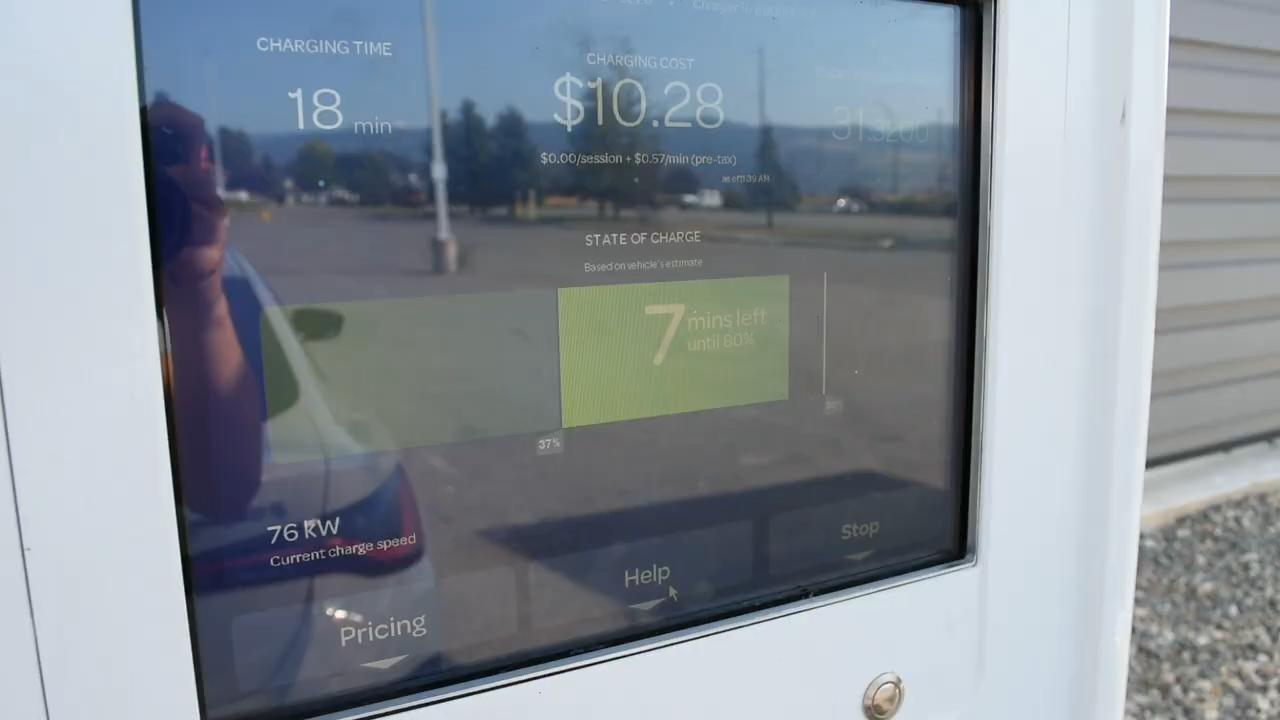 CHARGING TIME
18 min
CHARGING COST
$10.28
$0.00/session + $0.57/min (pre-tax)
STATE OF CHARGE
Based on vehicle's estimate
7 mins left
until 80%
37%
76 kW
Current charge speed
Pricing
Help
Stop